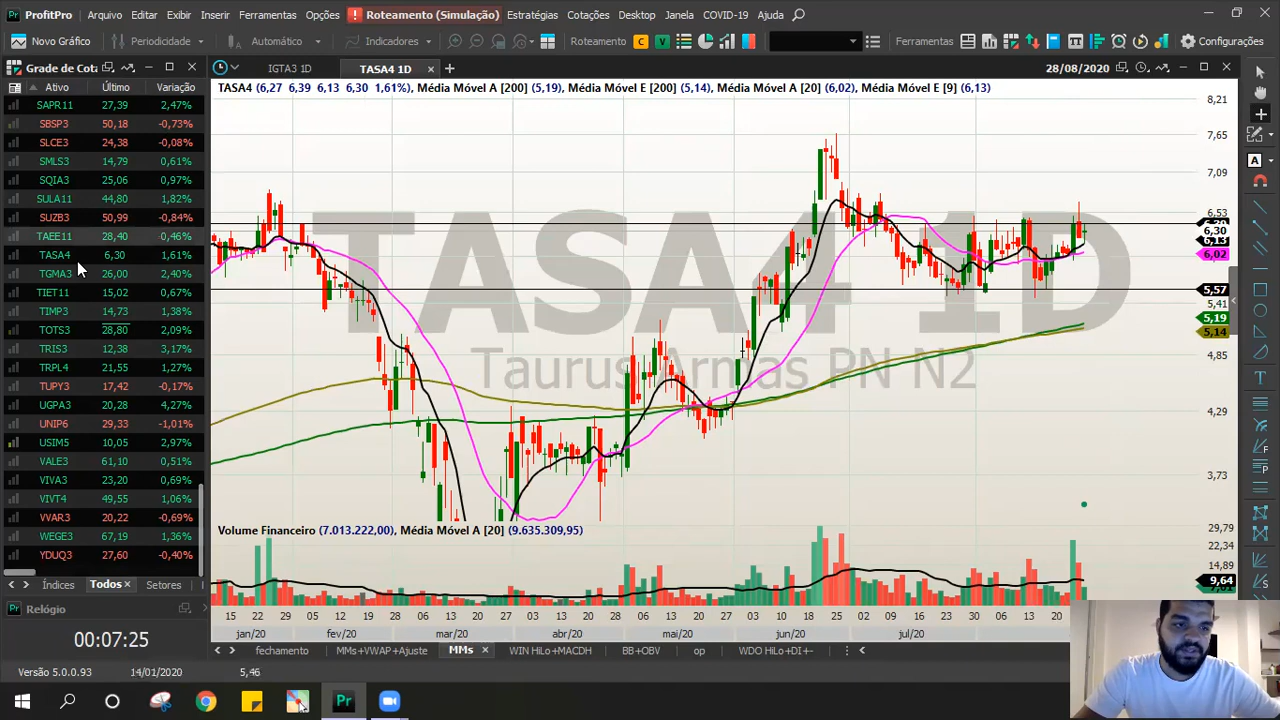 ProfitPro Arquivos Exibir Inserir Ferramentas Opções Roteamento (Simulação) Estratégias Cotações Desktop Janela COVID-19 Ajuda
Novo Gráfico Periodicidade Automático Indicadores Roteamento C V Ferramentas Configurações
Grade de Cota
IGTA3 1D TASA4 1D 28/08/2020
Ativo Último Variação
TASA4 (6,27 6,39 6,13 6,30 1,61%), Média Móvel A [200] (5,19), Média Móvel E [200] (5,14), Média Móvel A [20] (6,02), Média Móvel E [9] (6,13)
SAPR11 27,39 2,47%
SBSP3 50,18 -0,73%
SLCE3 24,38 -0,08%
SMLS3 14,79 0,61%
SQIA3 25,06 0,97%
SULA11 44,80 1,82%
SUZB3 50,99 -0,84%
TAEE11 28,40 -0,46%
TASA4 6,30 1,61%
TGMA3 26,00 2,40%
TIET11 15,02 0,67%
TIMP3 14,73 1,38%
TOTS3 28,80 2,09%
TRIS3 12,38 3,17%
TRPL4 21,55 1,27%
TUPY3 17,42 -0,17%
UGPA3 20,28 4,27%
UNIP6 29,33 -1,01%
USIM5 10,05 2,97%
VALE3 61,10 0,51%
VIVA3 23,20 0,69%
VIVT4 49,55 1,06%
VVAR3 20,22 -0,69%
WEGE3 67,19 1,36%
YDUQ3 27,60 -0,40%
Índices Todos Setores
Relógio
00:07:25
TASA4 1D
Taurus Armas PN N2
8,21
7,65
7,09
6,53
6,30
6,13
6,02
5,57
5,41
5,19
5,14
4,85
4,29
3,73
Volume Financeiro (7.013.222,00), Média Móvel A [20] (9.635.309,95)
29,79
22,34
14,89
9,64
15 22 29 05 12 19 28 06 13 20 27 03 09 17 24 30 08 15 21 27 03 10 18 25 02 10 17 24 30 06 13 20
jan/20 fev/20 mar/20 abr/20 mai/20 jun/20 jul/20
fechamento MMs+VWAP+Ajuste MMs WIN HiLo+MACDH BB+OBV op WDO HiLo+DI+-
Versão 5.0.0.93 14/01/2020 5,46